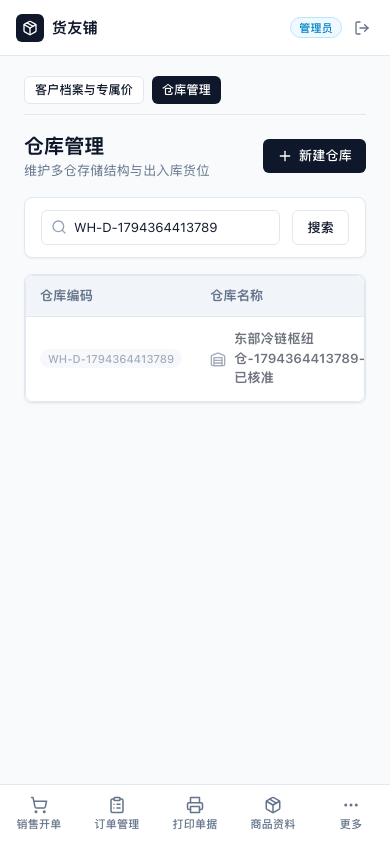 货友铺
管理员
客户档案与专属价
仓库管理
仓库管理
维护多仓存储结构与出入库货位
新建仓库
WH-D-1794364413789
搜索
仓库编码 仓库名称
WH-D-1794364413789
东部冷链枢纽
仓-1794364413789-
已核准
销售开单
订单管理
打印单据
商品资料
更多